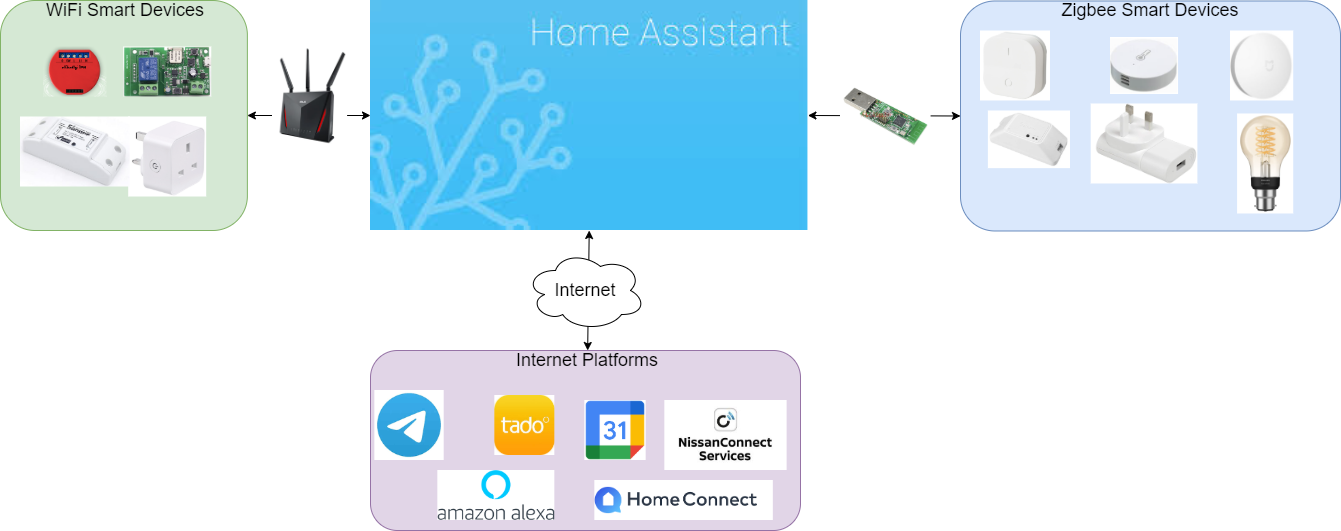 WiFi Smart Devices
Home Assistant
Zigbee Smart Devices
Internet
Internet Platforms
tado°
31
NissanConnect
Services
amazon alexa
Home Connect